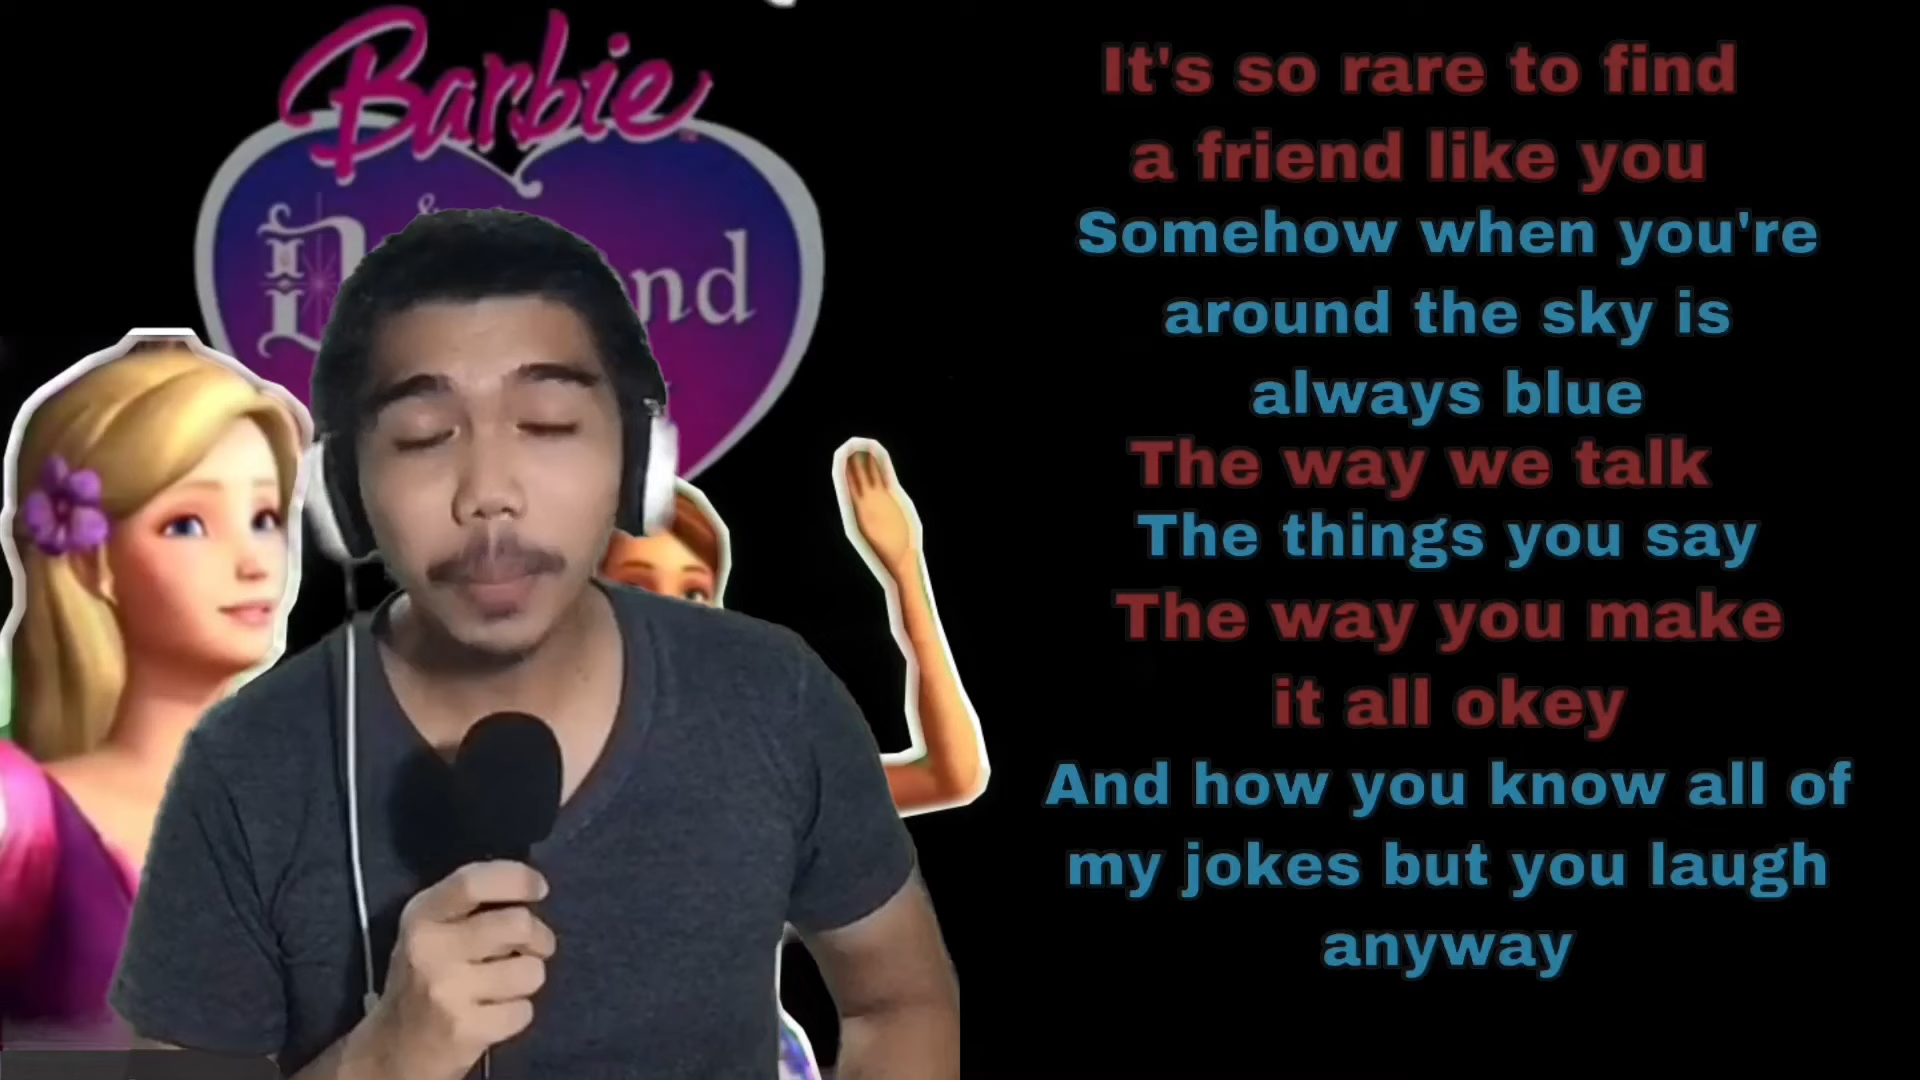 Barbie
&
D nd
It's so rare to find
a friend like you
Somehow when you're
around the sky is
always blue
The way we talk
The things you say
The way you make
it all okey
And how you know all of
my jokes but you laugh
anyway